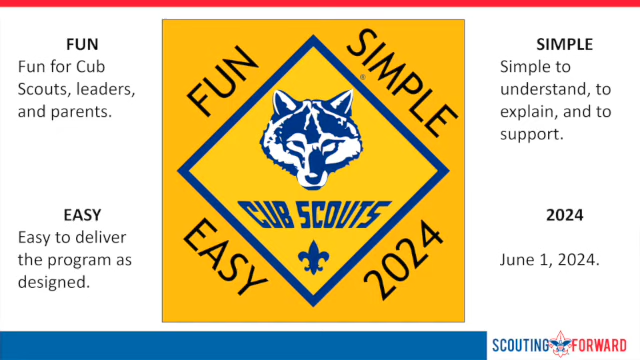 FUN
Fun for Cub
Scouts, leaders,
and parents.
EASY
Easy to deliver
the program as
designed.
FUN
SIMPLE
®
CUB SCOUTS
EASY
2024
SIMPLE
Simple to
understand, to
explain, and to
support.
2024
June 1, 2024.
SCOUTING FORWARD